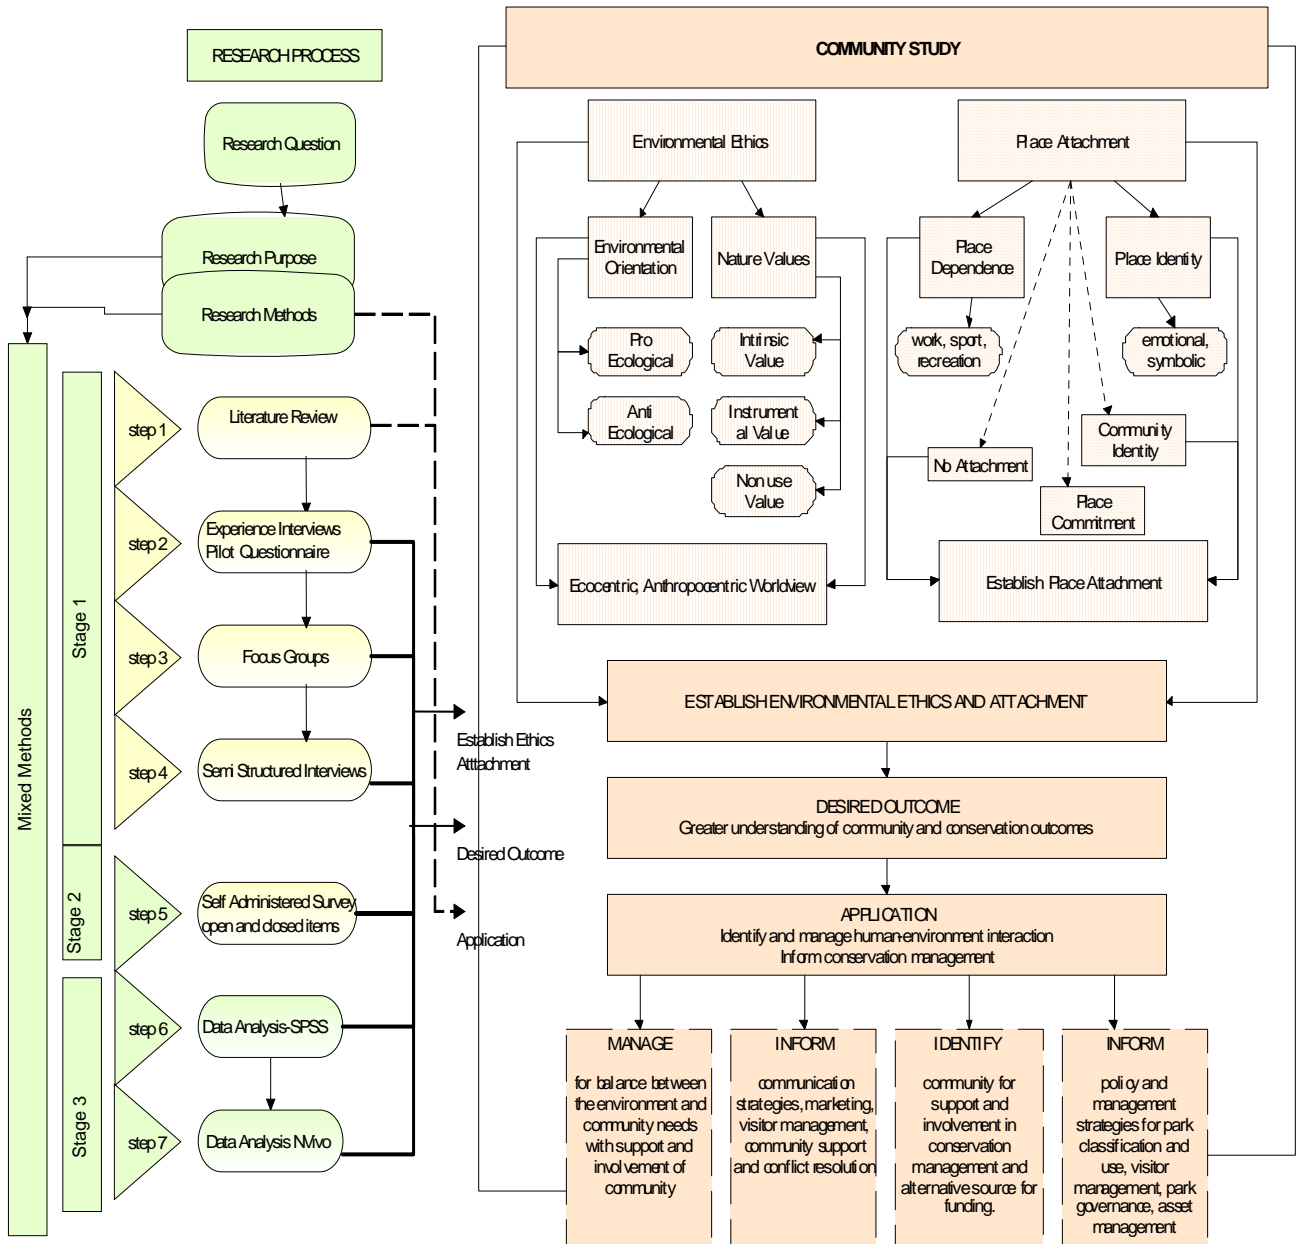 RESEARCH PROCESS
Research Question
Research Purpose
Research Methods
Mixed Methods
Stage 1
step 1
Literature Review
step 2
Experience Interviews
Pilot Questionnaire
step 3
Focus Groups
step 4
Semi Structured Interviews
Stage 2
step 5
Self Administered Survey
open and closed items
Stage 3
step 6
Data Analysis-SPSS
step 7
Data Analysis NVivo
Establish Ethics
Atttachment
Desired Outcome
Application
COMMUNITY STUDY
Environmental Ethics
Environmental
Orientation
Nature Values
Pro
Ecological
Anti
Ecological
Intrinsic
Value
Instrument
al Value
Non use
Value
Ecocentric, Anthropocentric Worldview
Place Attachment
Place
Dependence
Place Identity
work, sport,
recreation
emotional,
symbolic
No Attachment
Community
Identity
Place
Commitment
Establish Place Attachment
ESTABLISH ENVIRONMENTAL ETHICS AND ATTACHMENT
DESIRED OUTCOME
Greater understanding of community and conservation outcomes
APPLICATION
Identify and manage human-environment interaction
Inform conservation management
MANAGE
for balance between
the environment and
community needs
with support and
involvement of
community
INFORM
communication
strategies, marketing,
visitor management,
community support
and conflict resolution
IDENTIFY
community for
support and
involvement in
conservation
management and
alternative source for
funding.
INFORM
policy and
management
strategies for park
classification and
use, visitor
management, park
governance, asset
management